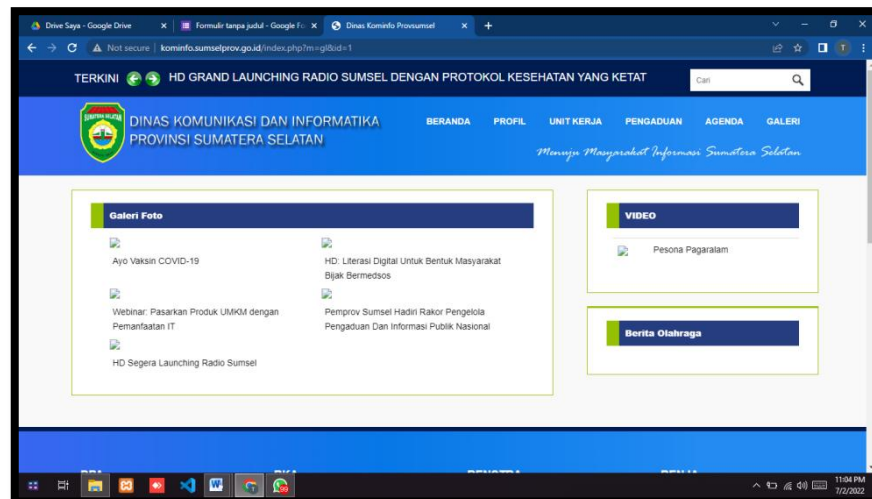 Drive Saya - Google Drive
Formulir tanpa judul - Google Fo
Dinas Kominfo Provsumsel
Not secure kominfo.sumselprov.go.id/index.php?m=gl&id=1
TERKINI HD GRAND LAUNCHING RADIO SUMSEL DENGAN PROTOKOL KESEHATAN YANG KETAT
Cari
DINAS KOMUNIKASI DAN INFORMATIKA
PROVINSI SUMATERA SELATAN
BERANDA PROFIL UNIT KERJA PENGADUAN AGENDA GALERI
Menuju Masyarakat Informasi Sumatera Selatan
Galeri Foto
Ayo Vaksin COVID-19
HD: Literasi Digital Untuk Bentuk Masyarakat
Bijak Bermedsos
Webinar: Pasarkan Produk UMKM dengan
Pemanfaatan IT
Pemprov Sumsel Hadiri Rakor Pengelola
Pengaduan Dan Informasi Publik Nasional
HD Segera Launching Radio Sumsel
VIDEO
Pesona Pagaralam
Berita Olahraga
11:04 PM
7/2/2022